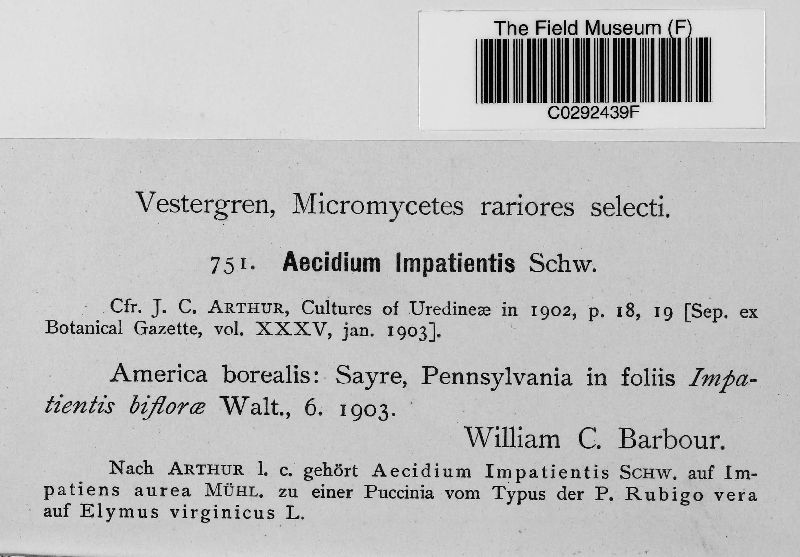 The Field Museum (F)
C0292439F
Vestergren, Micromycetes rariores selecti.
751. Aecidium Impatientis Schw.
Cfr. J. C. ARTHUR, Cultures of Uredineæ in 1902, p. 18, 19 [Sep. ex
Botanical Gazette, vol. XXXV, jan. 1903].
America borealis: Sayre, Pennsylvania in foliis Impa-
tientis bifloræ Walt., 6. 1903.
William C. Barbour.
Nach ARTHUR l. c. gehört Aecidium Impatientis SCHW. auf Im-
patiens aurea MÜHL. zu einer Puccinia vom Typus der P. Rubigo vera
auf Elymus virginicus L.